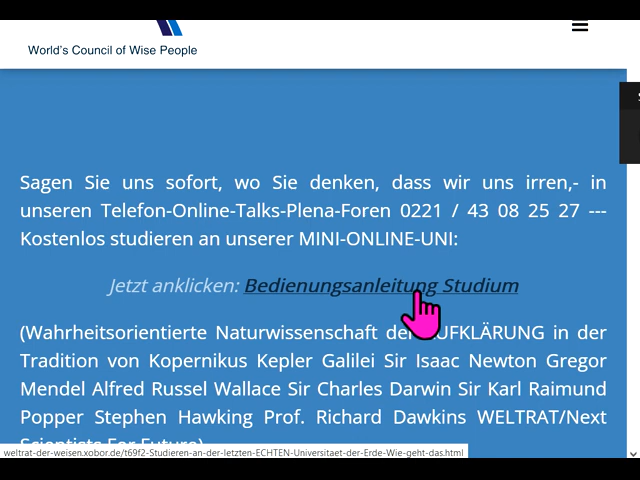 World's Council of Wise People
Sagen Sie uns sofort, wo Sie denken, dass wir uns irren,- in
unseren Telefon-Online-Talks-Plena-Foren 0221 / 43 08 25 27 ---
Kostenlos studieren an unserer MINI-ONLINE-UNI:
Jetzt anklicken: Bedienungsanleitung Studium
(Wahrheitsorientierte Naturwissenschaft der AUFKLÄRUNG in der
Tradition von Kopernikus Kepler Galilei Sir Isaac Newton Gregor
Mendel Alfred Russel Wallace Sir Charles Darwin Sir Karl Raimund
Popper Stephen Hawking Prof. Richard Dawkins WELTRAT/Next
Scientists For Future)
weltrat-der-weisen.xobor.de/t69f2-Studieren-an-der-letzten-ECHTEN-Universitaet-der-Erde-Wie-geht-das.html